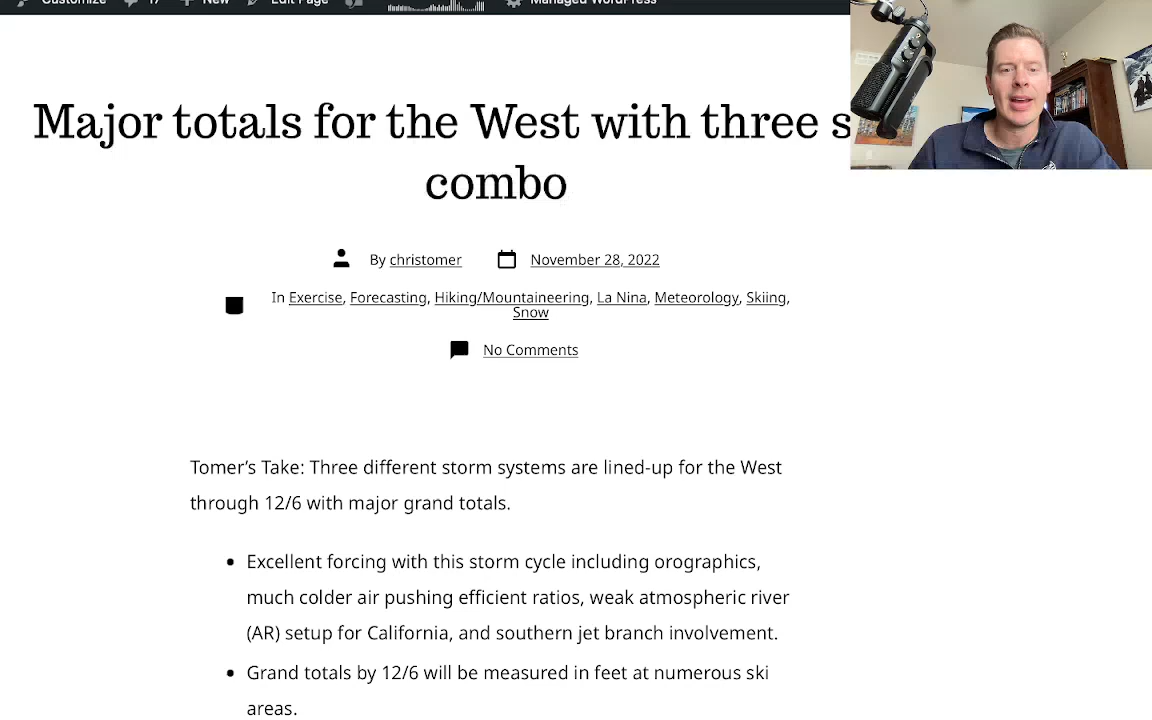 Customize 17 New Edit Page Managed WordPress
Major totals for the West with three s
combo
By christomer November 28, 2022
In Exercise, Forecasting, Hiking/Mountaineering, La Nina, Meteorology, Skiing,
Snow
No Comments
Tomer’s Take: Three different storm systems are lined-up for the West
through 12/6 with major grand totals.
• Excellent forcing with this storm cycle including orographics,
much colder air pushing efficient ratios, weak atmospheric river
(AR) setup for California, and southern jet branch involvement.
• Grand totals by 12/6 will be measured in feet at numerous ski
areas.